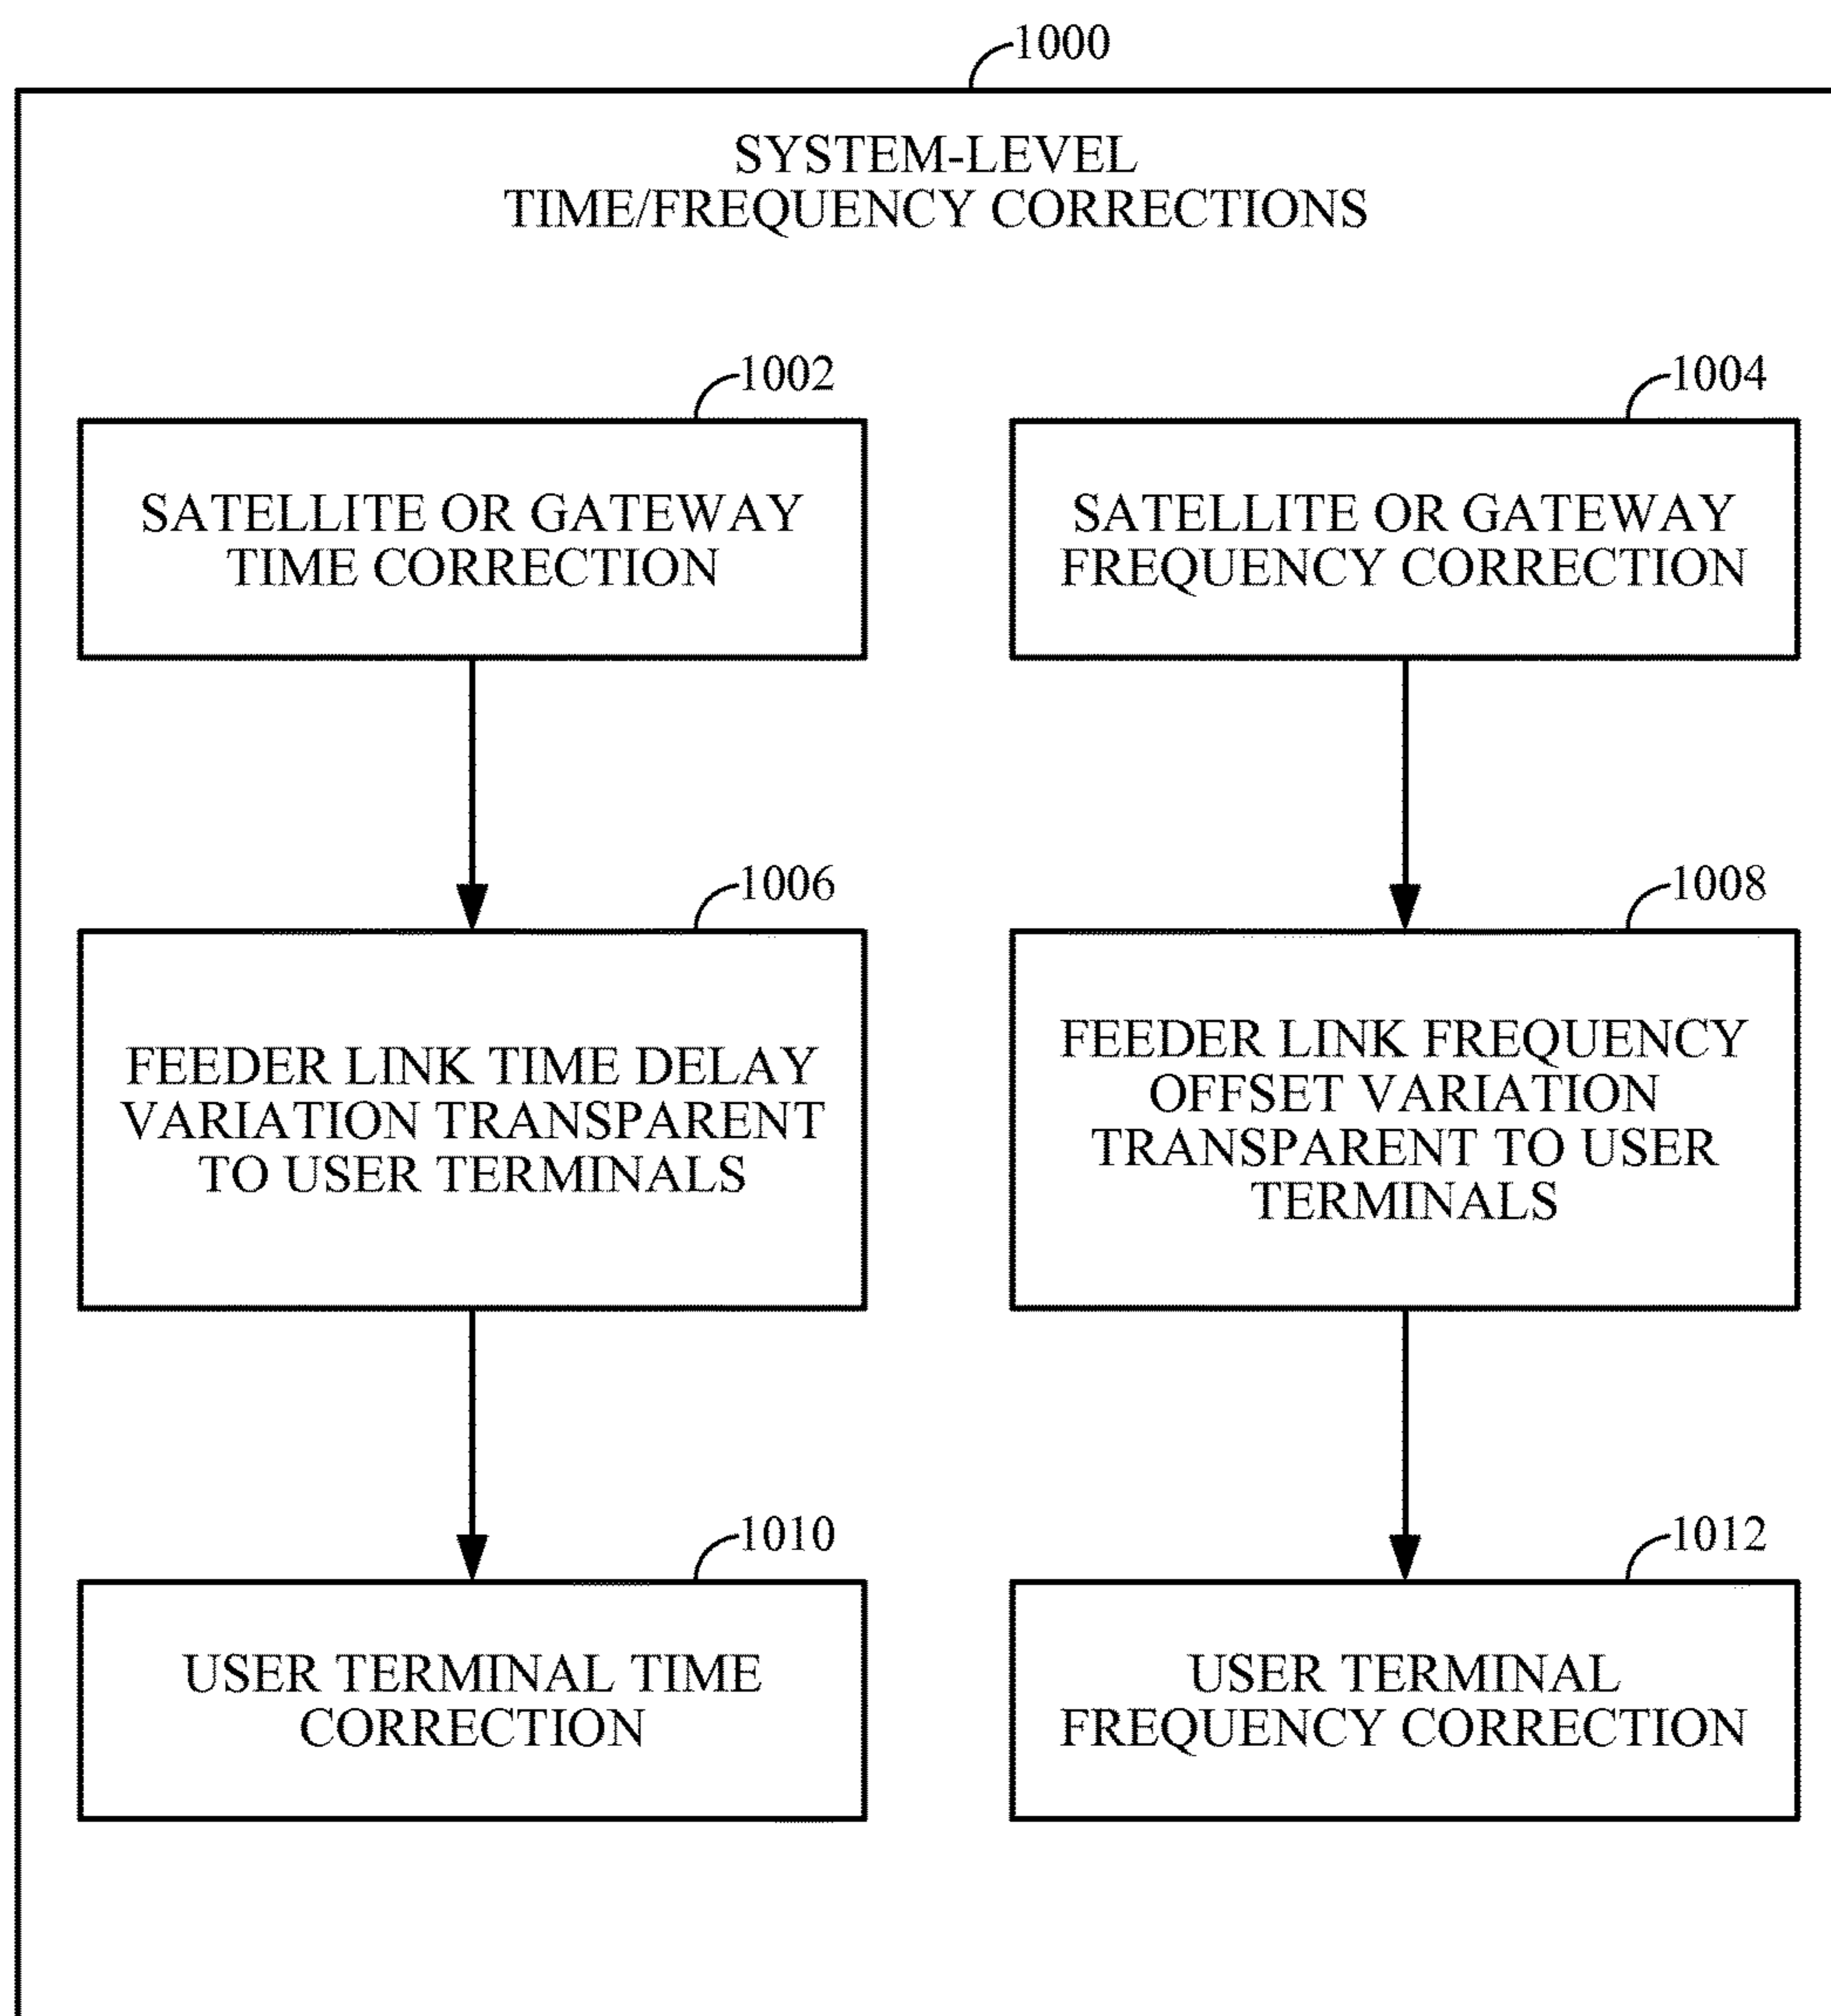 1000
SYSTEM-LEVEL
TIME/FREQUENCY CORRECTIONS
1002
SATELLITE OR GATEWAY
TIME CORRECTION
1004
SATELLITE OR GATEWAY
FREQUENCY CORRECTION
1006
FEEDER LINK TIME DELAY
VARIATION TRANSPARENT
TO USER TERMINALS
1008
FEEDER LINK FREQUENCY
OFFSET VARIATION
TRANSPARENT TO USER
TERMINALS
1010
USER TERMINAL TIME
CORRECTION
1012
USER TERMINAL
FREQUENCY CORRECTION